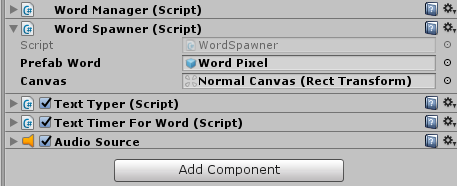 Word Manager (Script)
Word Spawner (Script)
Script WordSpawner
Prefab Word Word Pixel
Canvas Normal Canvas (Rect Transform)
Text Typer (Script)
Text Timer For Word (Script)
Audio Source
Add Component